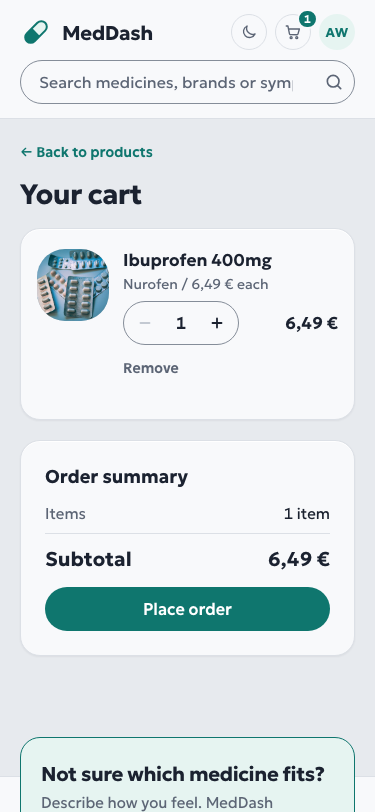 MedDash
1
AW
Search medicines, brands or sym
← Back to products
Your cart
Ibuprofen 400mg
Nurofen / 6,49 € each
− 1 +
6,49 €
Remove
Order summary
Items 1 item
Subtotal 6,49 €
Place order
Not sure which medicine fits?
Describe how you feel. MedDash